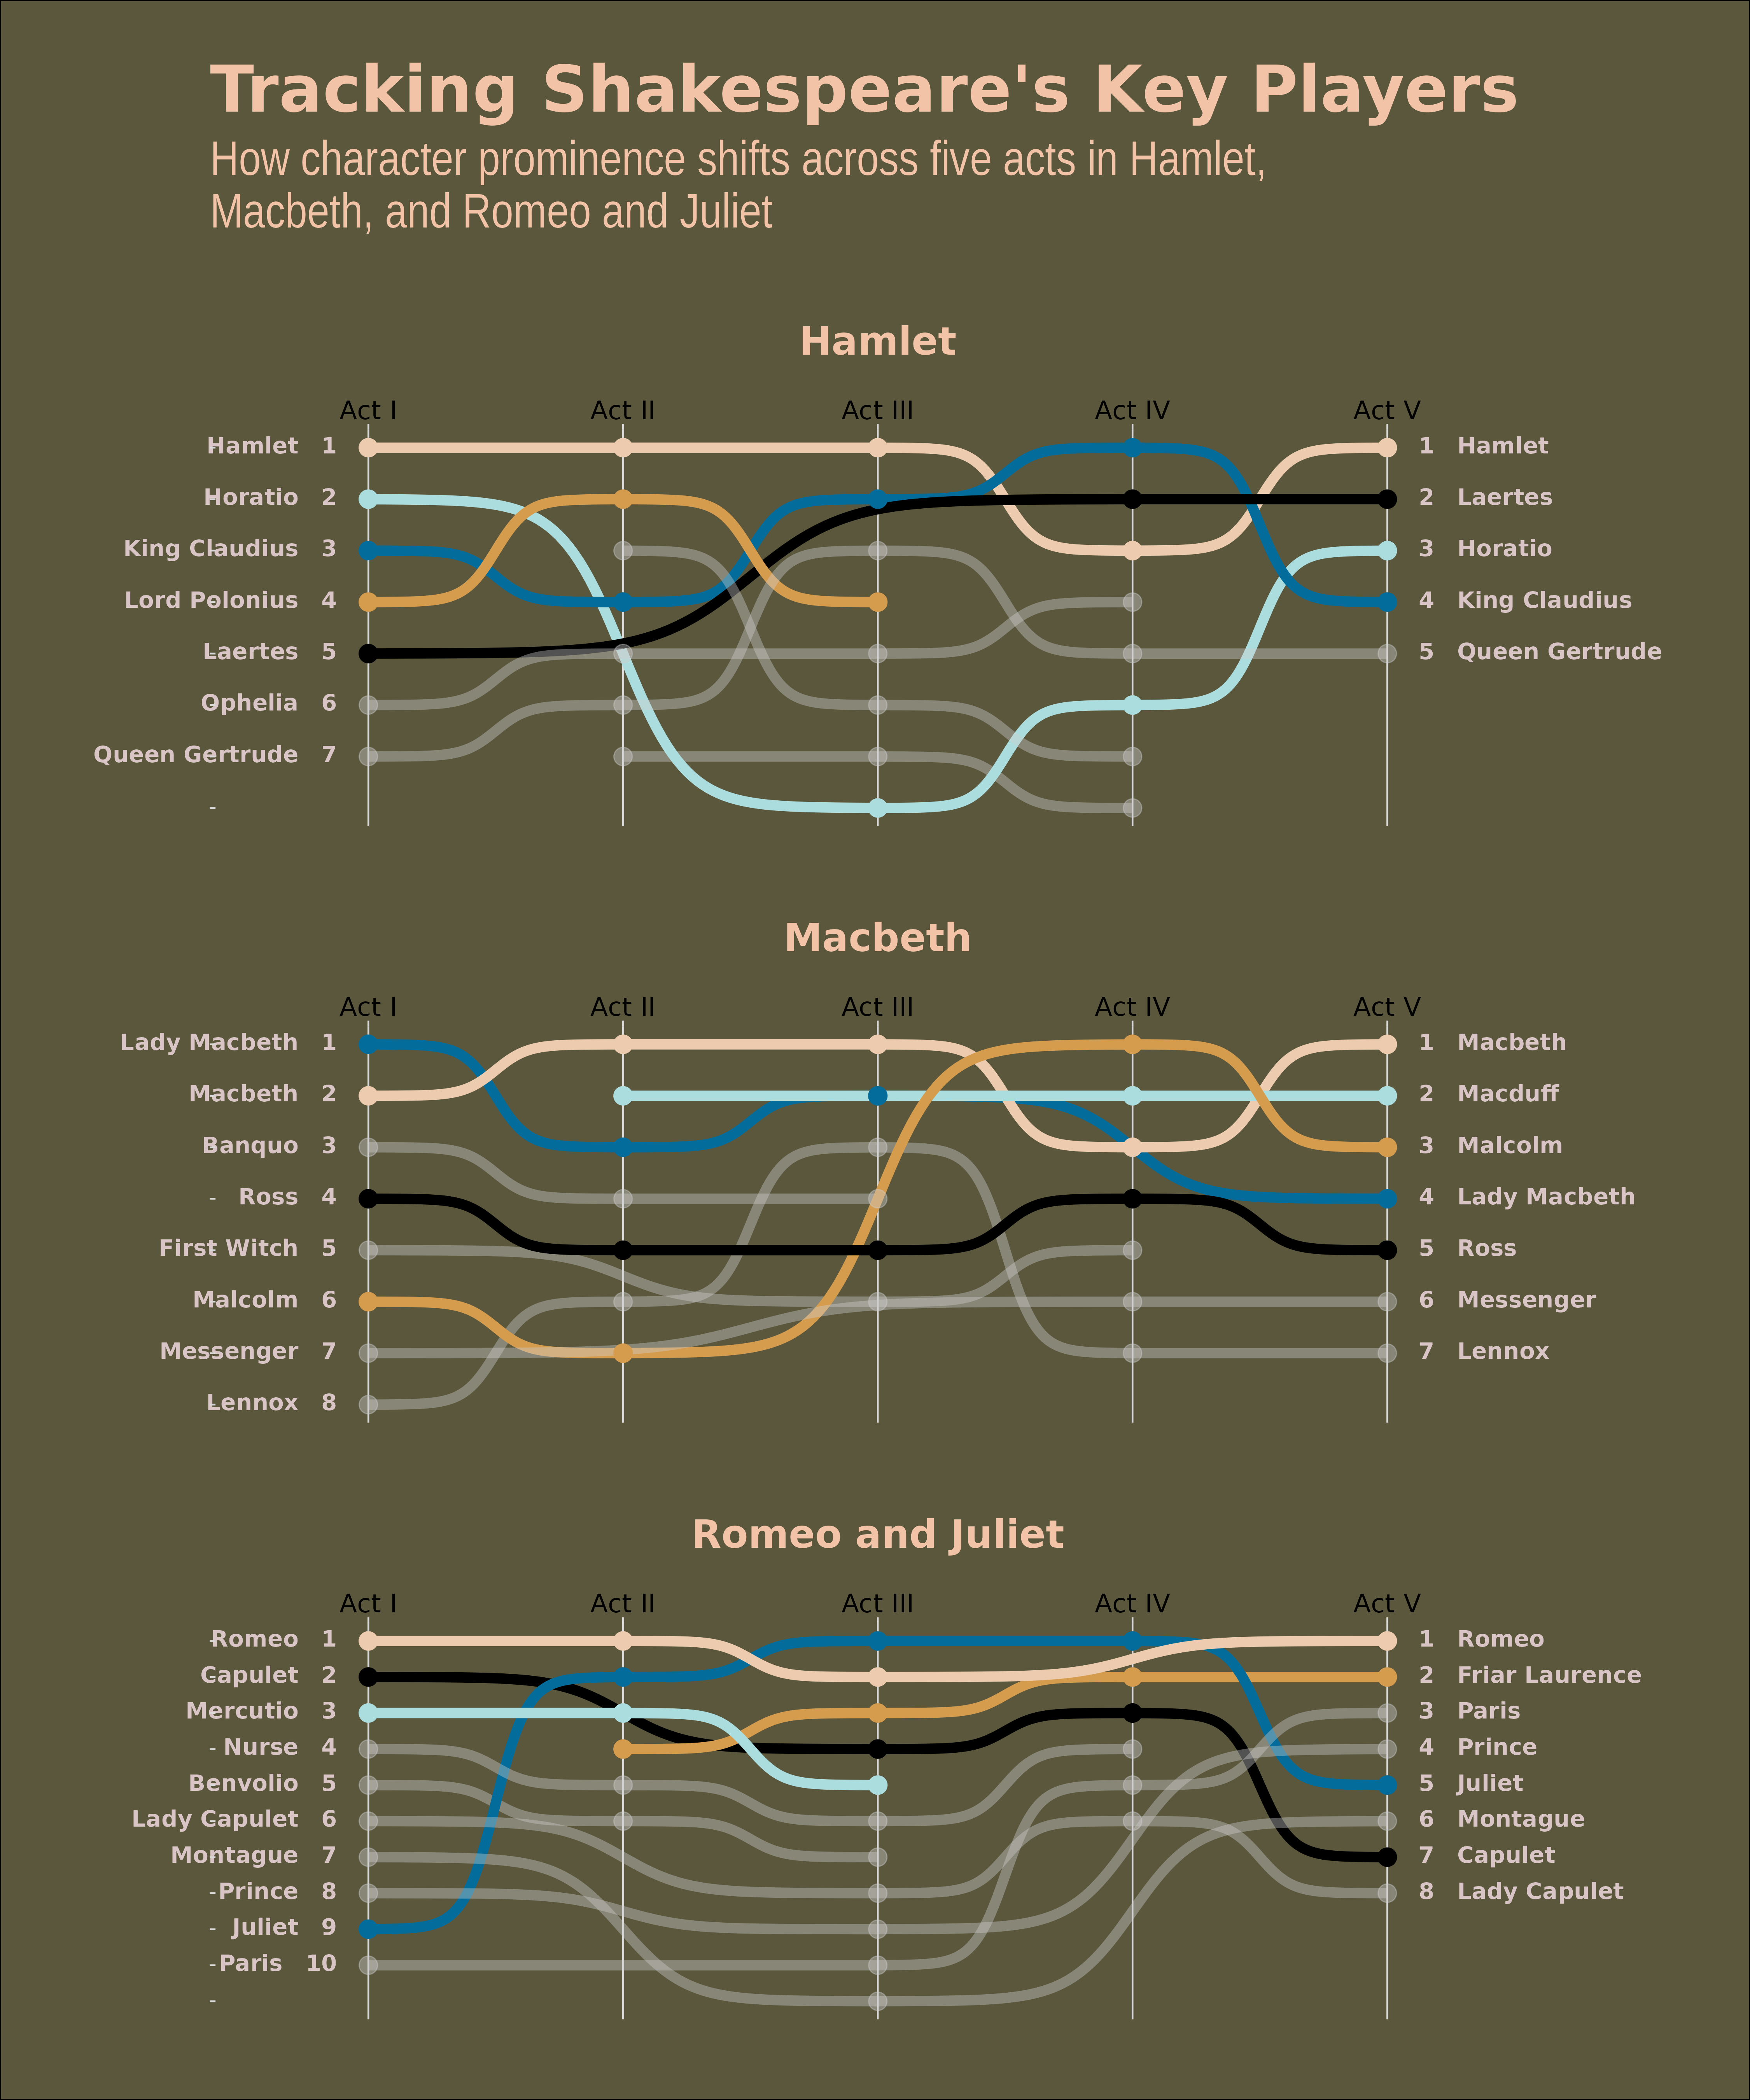 Tracking Shakespeare's Key Players
How character prominence shifts across five acts in Hamlet,
Macbeth, and Romeo and Juliet
Hamlet
Act I Act II Act III Act IV Act V
Hamlet 1 1 Hamlet
Horatio 2 2 Laertes
King Claudius 3 3 Horatio
Lord Polonius 4 4 King Claudius
Laertes 5 5 Queen Gertrude
Ophelia 6
Queen Gertrude 7
-
Macbeth
Act I Act II Act III Act IV Act V
Lady Macbeth 1 1 Macbeth
Macbeth 2 2 Macduff
Banquo 3 3 Malcolm
- Ross 4 4 Lady Macbeth
First Witch 5 5 Ross
Malcolm 6 6 Messenger
Messenger 7 7 Lennox
Lennox 8
Romeo and Juliet
Act I Act II Act III Act IV Act V
Romeo 1 1 Romeo
Capulet 2 2 Friar Laurence
Mercutio 3 3 Paris
- Nurse 4 4 Prince
Benvolio 5 5 Juliet
Lady Capulet 6 6 Montague
Montague 7 7 Capulet
- Prince 8 8 Lady Capulet
- Juliet 9
- Paris 10
-